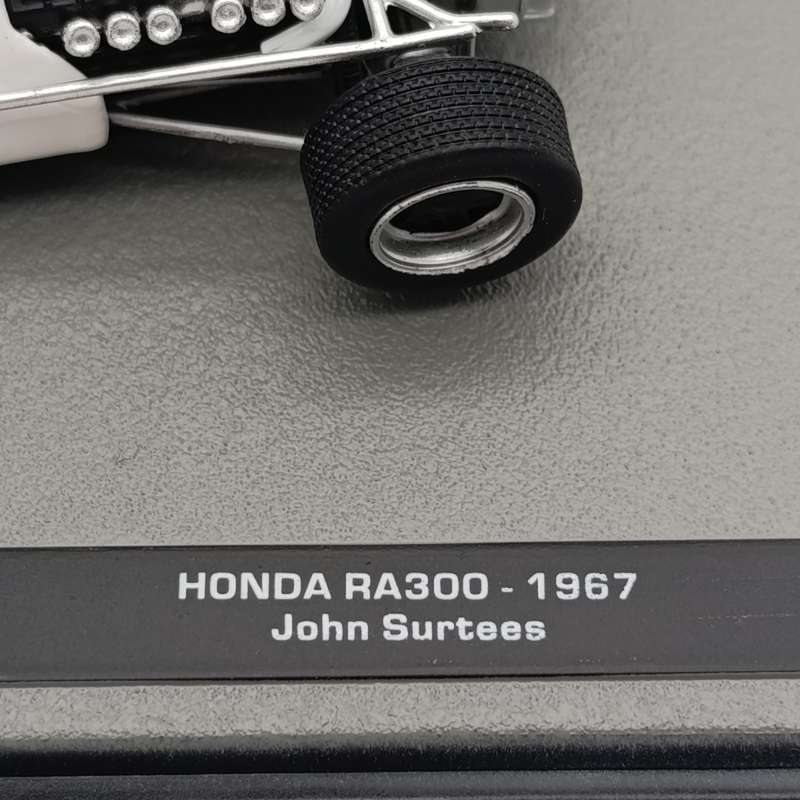 HONDA RA300 - 1967
John Surtees